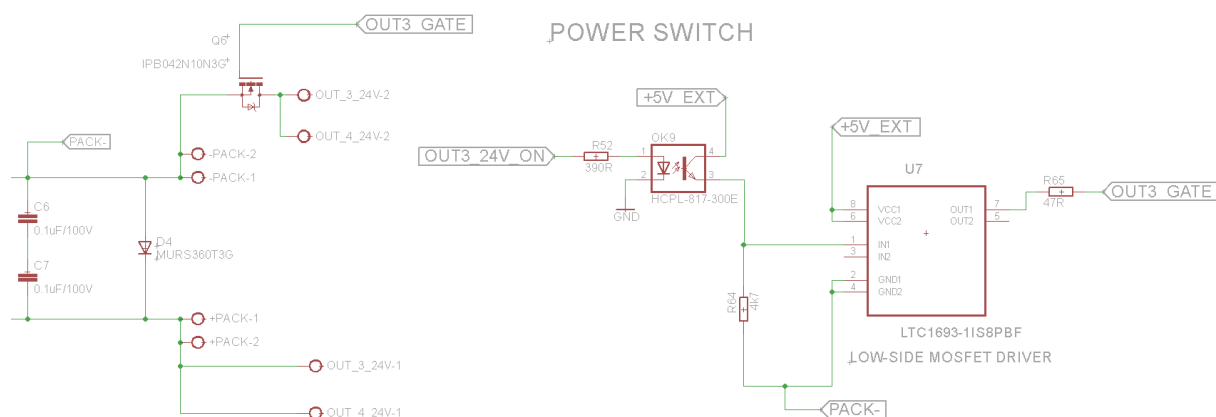 OUT3_GATE
POWER SWITCH
Q6
IPB042N10N3G
OUT_3_24V-2
OUT_4_24V-2
PACK-
-PACK-2
-PACK-1
C6
0.1uF/100V
D4
MURS360T3G
C7
0.1uF/100V
+PACK-1
+PACK-2
OUT_3_24V-1
OUT_4_24V-1
+5V_EXT
OK9
OUT3_24V_ON
R52
390R
1
2
4
3
GND
HCPL-817-300E
+5V_EXT
U7
R65
47R
OUT3_GATE
8
6
1
3
2
4
VCC1
VCC2
IN1
IN2
GND1
GND2
OUT1
OUT2
7
5
R64
4k7
LTC1693-1IS8PBF
LOW-SIDE MOSFET DRIVER
PACK-